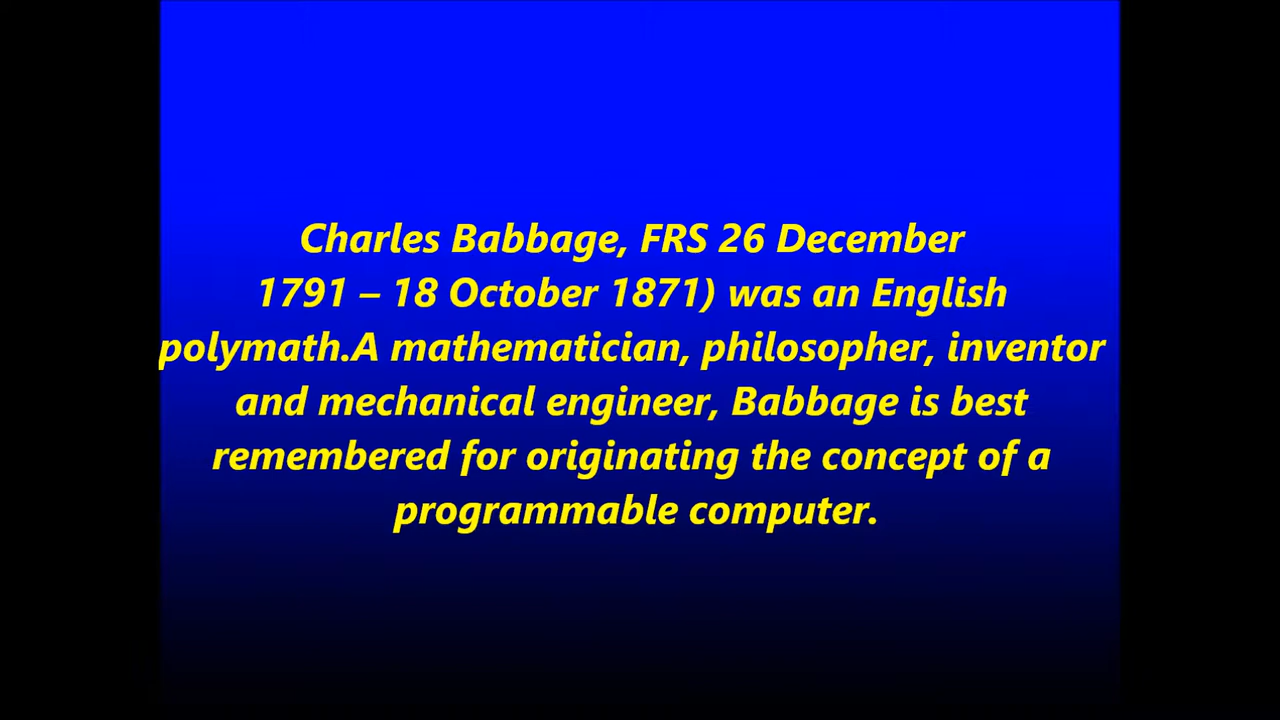 Charles Babbage, FRS 26 December
1791 – 18 October 1871) was an English
polymath.A mathematician, philosopher, inventor
and mechanical engineer, Babbage is best
remembered for originating the concept of a
programmable computer.